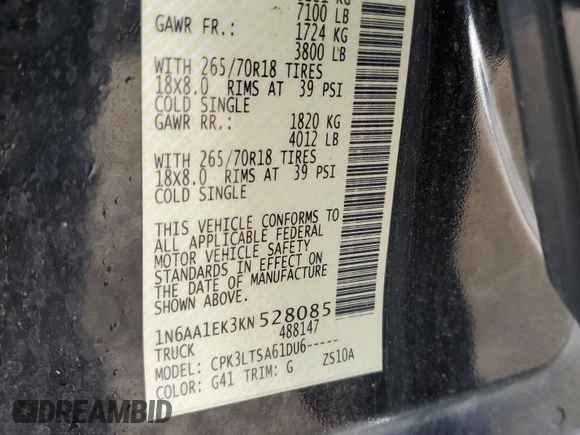 7100 LB
GAWR FR.: 1724 KG
3800 LB
WITH 265/70R18 TIRES
18X8.0 RIMS AT 39 PSI
COLD SINGLE
GAWR RR.: 1820 KG
4012 LB
WITH 265/70R18 TIRES
18X8.0 RIMS AT 39 PSI
COLD SINGLE
THIS VEHICLE CONFORMS TO
ALL APPLICABLE FEDERAL
MOTOR VEHICLE SAFETY
STANDARDS IN EFFECT ON
THE DATE OF MANUFACTURE
SHOWN ABOVE.
1N6AA1EK3KN528085
TRUCK 488147
MODEL: CPK3LTSA61DU6-----
COLOR: G41 TRIM: G ZS10A
DREAMBID